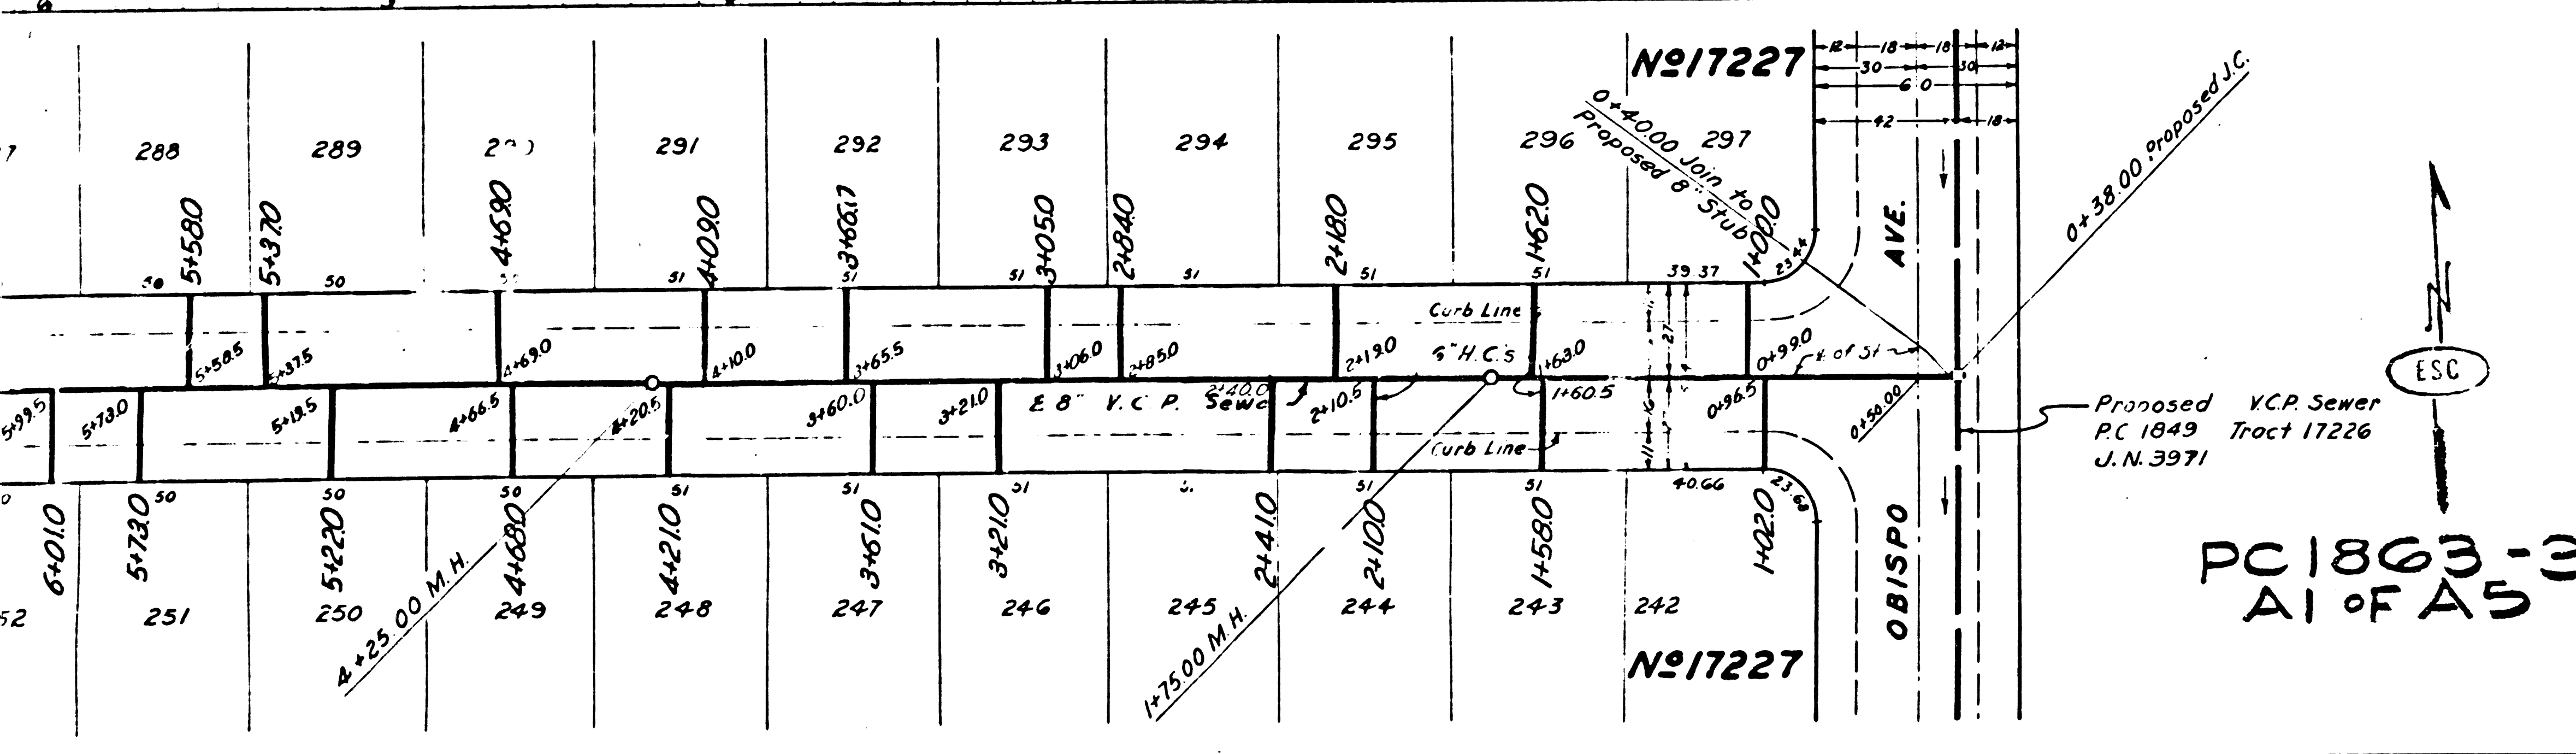 No 17227
12 18 18 12
30 30
60
42 18
0+38.00 Proposed J.C.
0+40.00 Join to
Proposed 8" Stub
288 289 291 292 293 294 295 296 297
5+58.0 5+37.0 4+69.0 4+09.0 3+66.17 3+05.0 2+84.0 2+18.0 1+62.0 1+00.0
50 50 51 51 51 51 51 51 39.37 23.44
AVE.
Curb Line
27
5+58.5 5+37.5 4+69.0 4+10.0 3+65.5 3+06.0 2+85.0 2+19.0 6" H.C.'s 1+63.0 0+99.0
¢ of St
ESC
5+99.5 5+73.0 5+19.5 4+66.5 4+20.5 3+60.0 3+21.0 2+40.0 2+10.5 1+60.5 0+96.5 0+50.00
8" V.C.P.
Curb Line
11 16
Proposed V.C.P. Sewer
P.C 1849 Tract 17226
J.N. 3971
50 50 50 51 51 51 51 51 40.66 23.68
6+01.0 5+73.0 5+22.0 4+68.0 4+21.0 3+61.0 3+21.0 2+41.0 2+10.0 1+58.0 1+02.0
OBISPO
PC 1863-3
A1 OF A5
251 250 249 248 247 246 245 244 243 242
4+25.00 M.H.
1+75.00 M.H.
No 17227